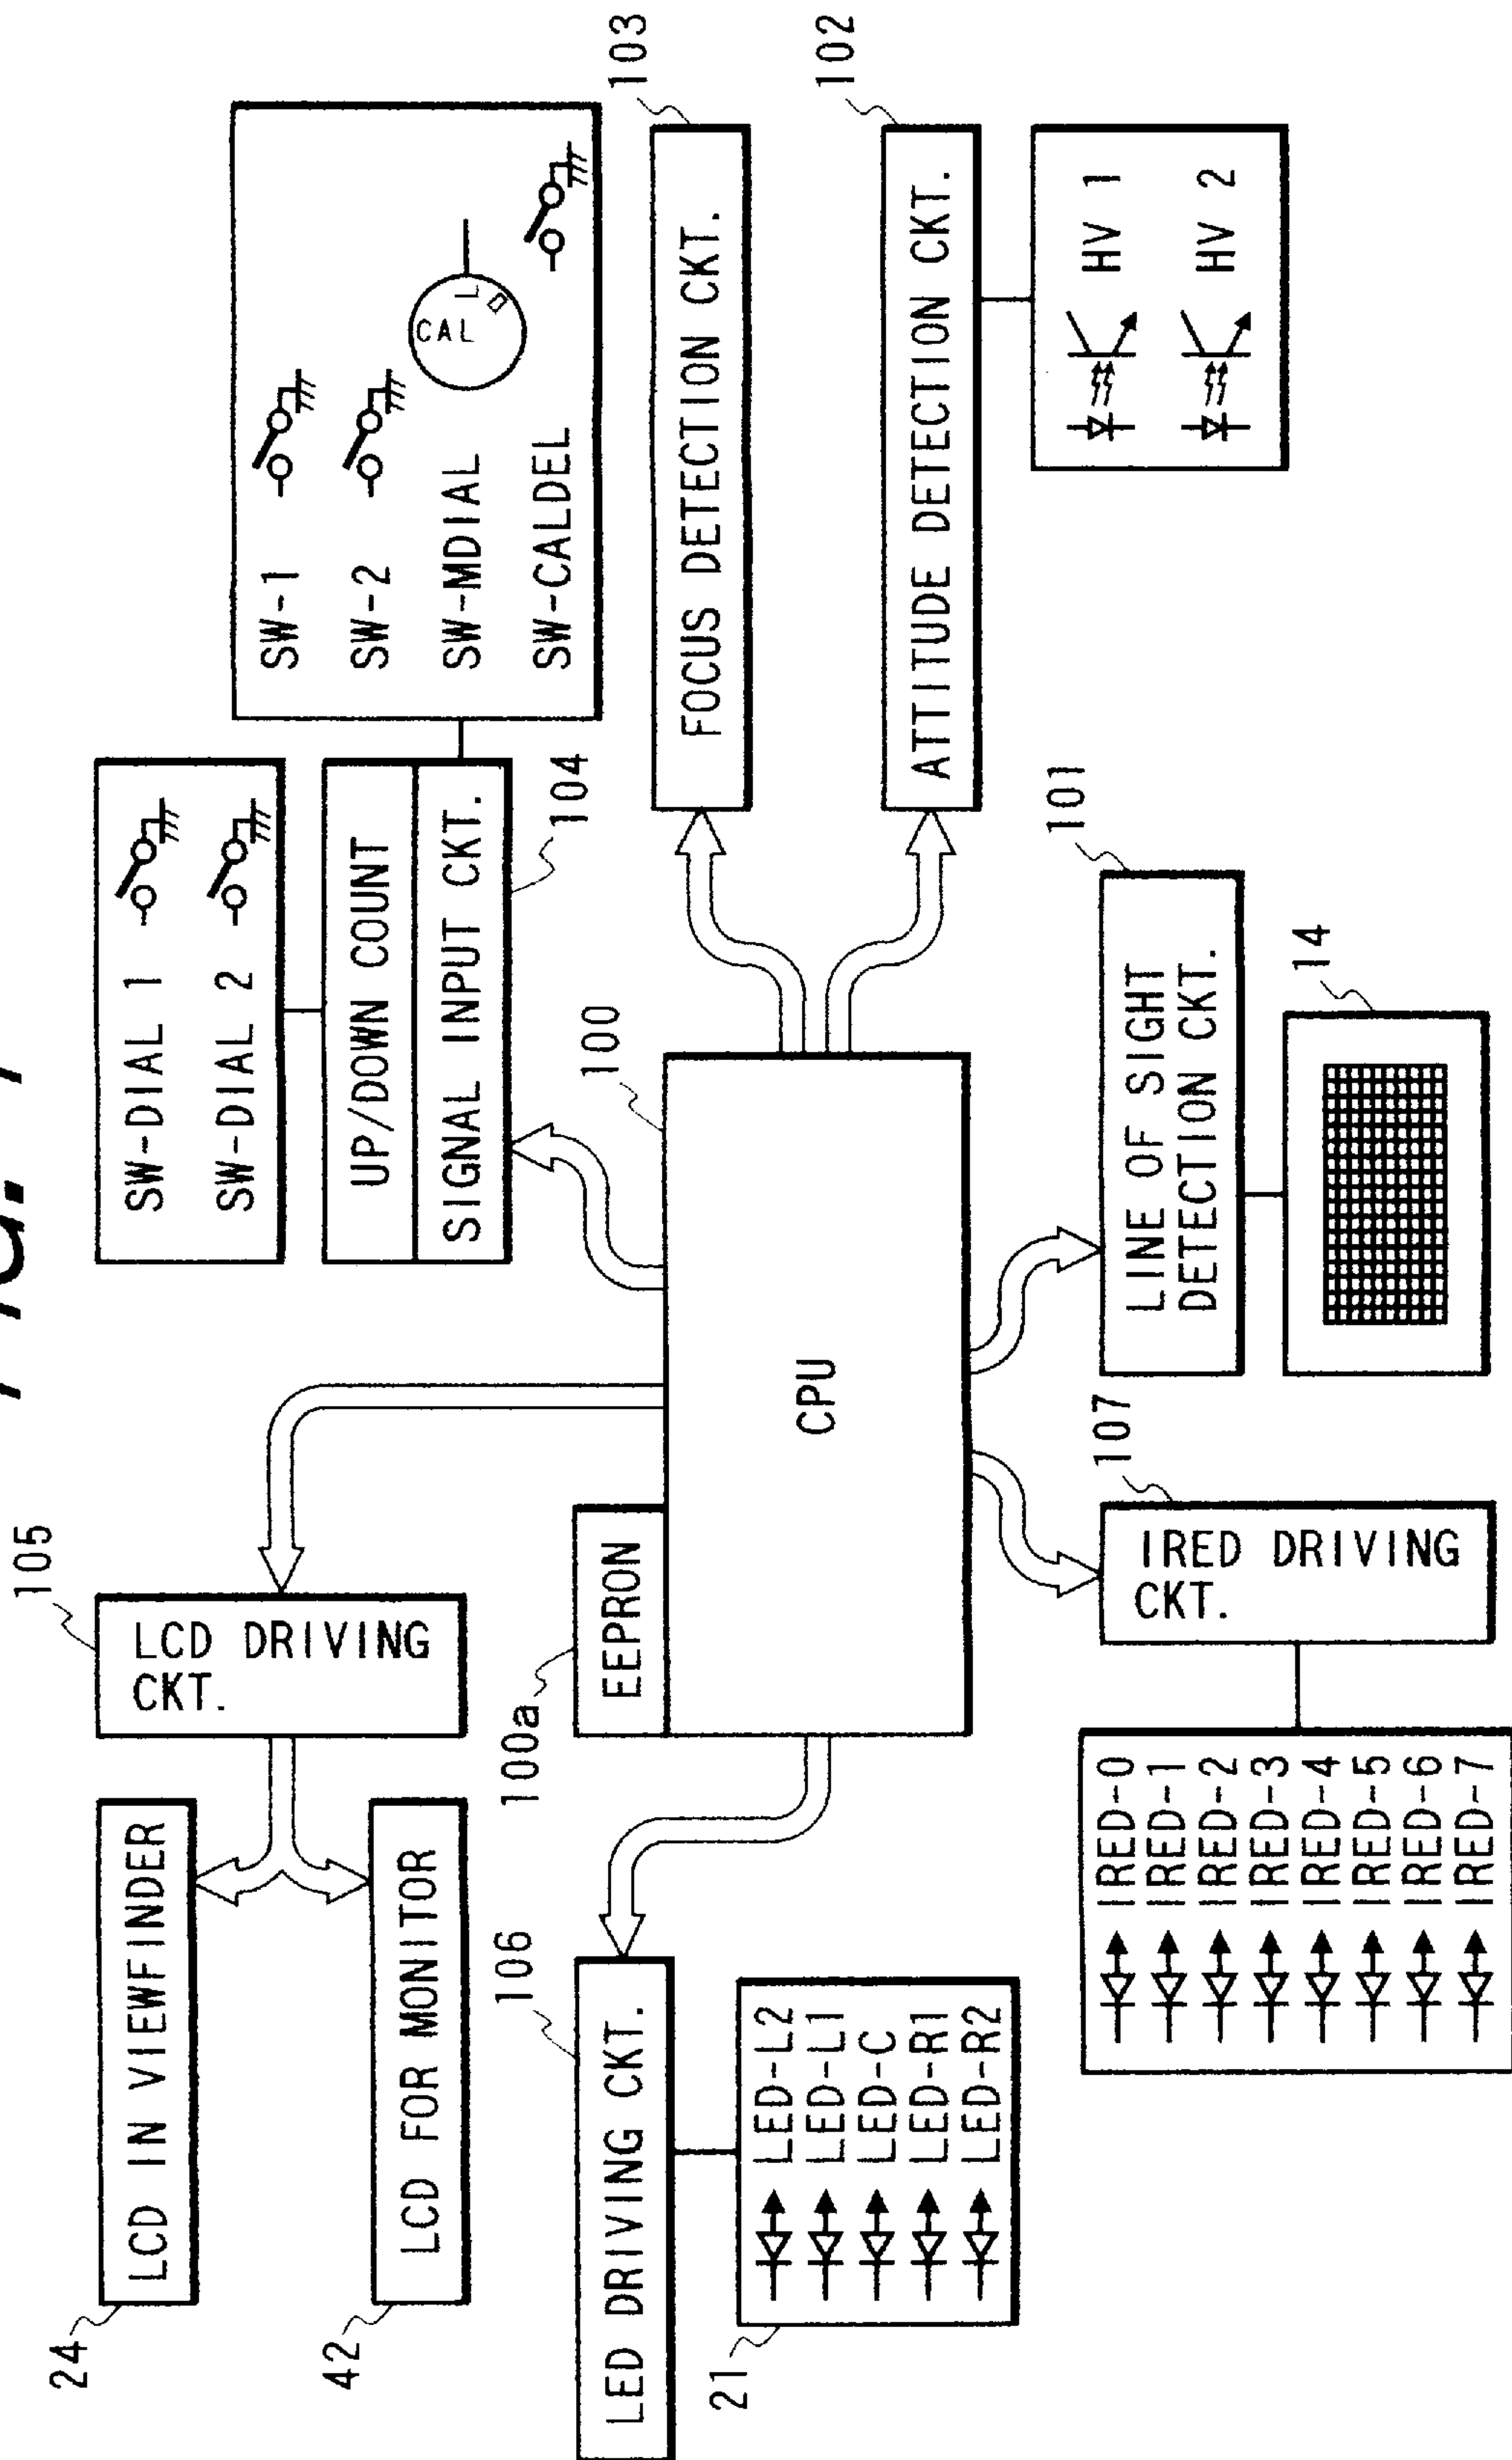 105
24
LCD IN VIEWFINDER
42
LCD FOR MONITOR
LCD DRIVING
CKT.
SW-DIAL 1
SW-DIAL 2
UP/DOWN COUNT
SIGNAL INPUT CKT.
104
SW-1
SW-2
SW-MDIAL
CAL
L
SW-CALDEL
106
LED DRIVING CKT.
21
LED-L2
LED-L1
LED-C
LED-R1
LED-R2
100a
EEPRON
100
CPU
103
FOCUS DETECTION CKT.
102
ATTITUDE DETECTION CKT.
HV 1
HV 2
107
IRED DRIVING
CKT.
IRED-0
IRED-1
IRED-2
IRED-3
IRED-4
IRED-5
IRED-6
IRED-7
101
LINE OF SIGHT
DETECTION CKT.
14